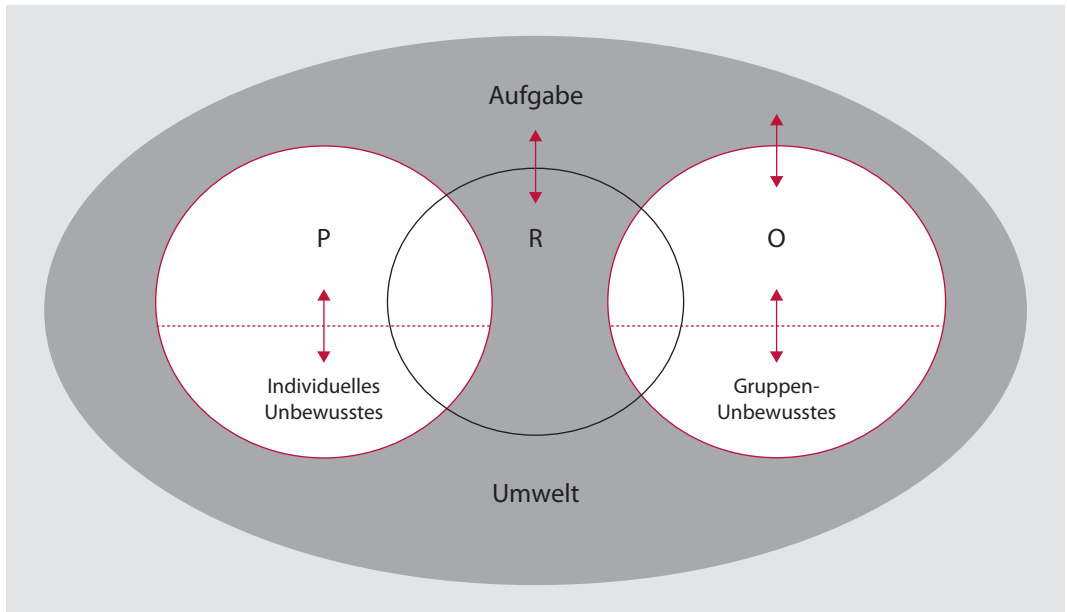 Aufgabe
P
R
O
Individuelles
Unbewusstes
Gruppen-
Unbewusstes
Umwelt